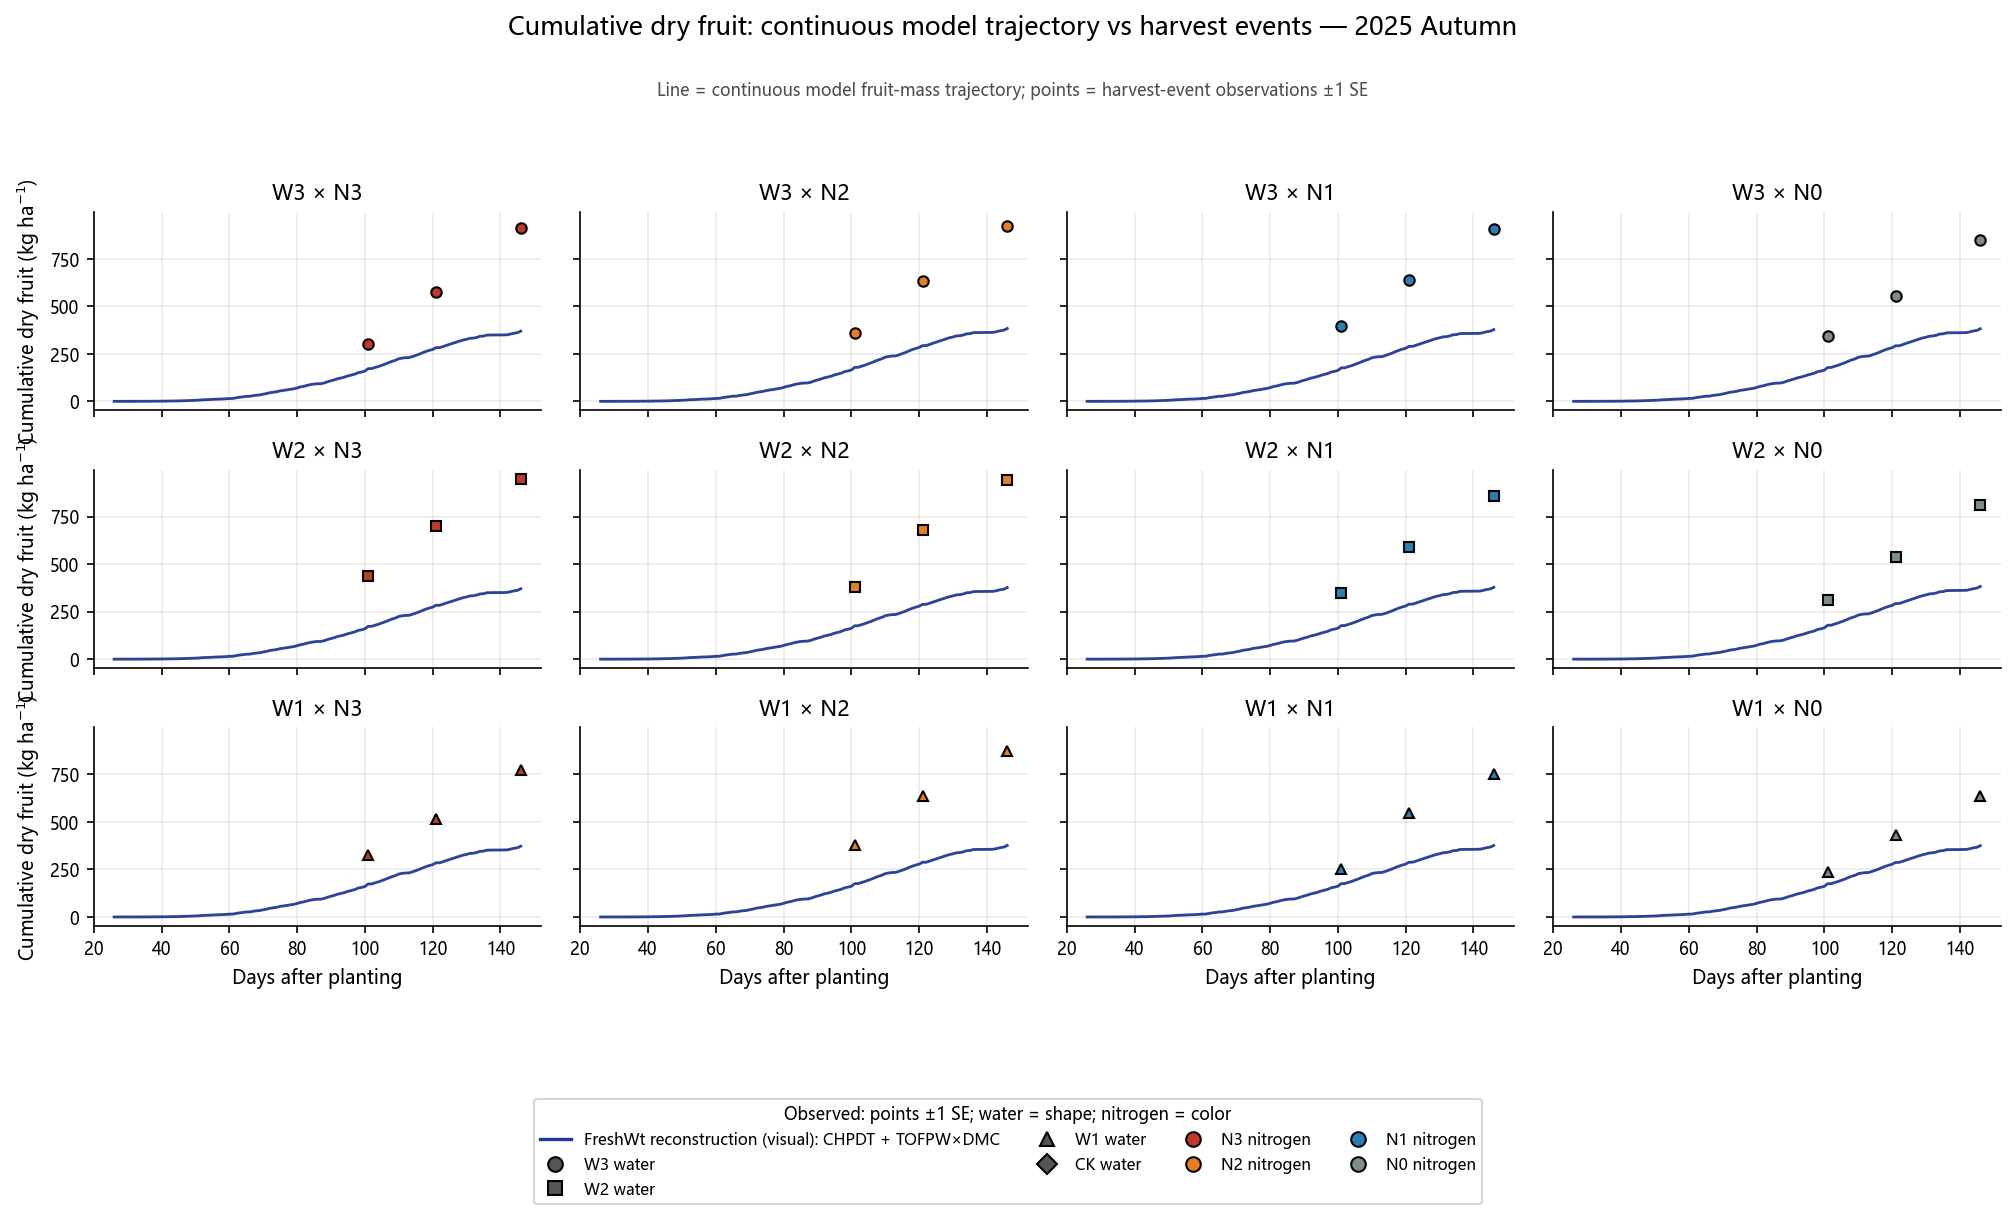 Cumulative dry fruit: continuous model trajectory vs harvest events — 2025 Autumn
Line = continuous model fruit-mass trajectory; points = harvest-event observations ±1 SE
W3 × N3
W3 × N2
W3 × N1
W3 × N0
Cumulative dry fruit (kg ha⁻¹)
750
500
250
0
W2 × N3
W2 × N2
W2 × N1
W2 × N0
Cumulative dry fruit (kg ha⁻¹)
750
500
250
0
W1 × N3
W1 × N2
W1 × N1
W1 × N0
Cumulative dry fruit (kg ha⁻¹)
750
500
250
0
20 40 60 80 100 120 140
20 40 60 80 100 120 140
20 40 60 80 100 120 140
20 40 60 80 100 120 140
Days after planting
Days after planting
Days after planting
Days after planting
Observed: points ±1 SE; water = shape; nitrogen = color
FreshWt reconstruction (visual): CHPDT + TOFPW×DMC
W3 water
W2 water
W1 water
CK water
N3 nitrogen
N2 nitrogen
N1 nitrogen
N0 nitrogen